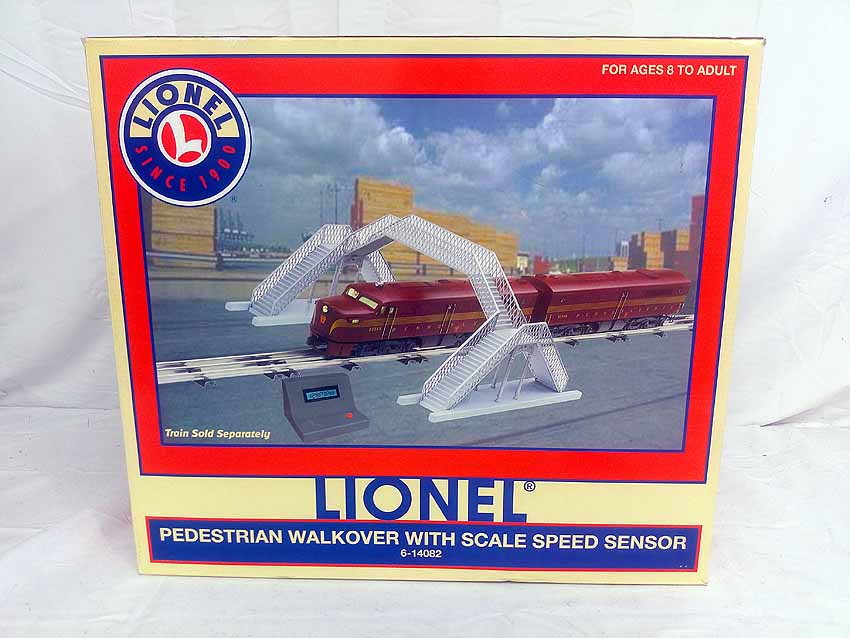 FOR AGES 8 TO ADULT
LIONEL
L
SINCE 1900
®
Train Sold Separately
LIONEL®
PEDESTRIAN WALKOVER WITH SCALE SPEED SENSOR
6-14082